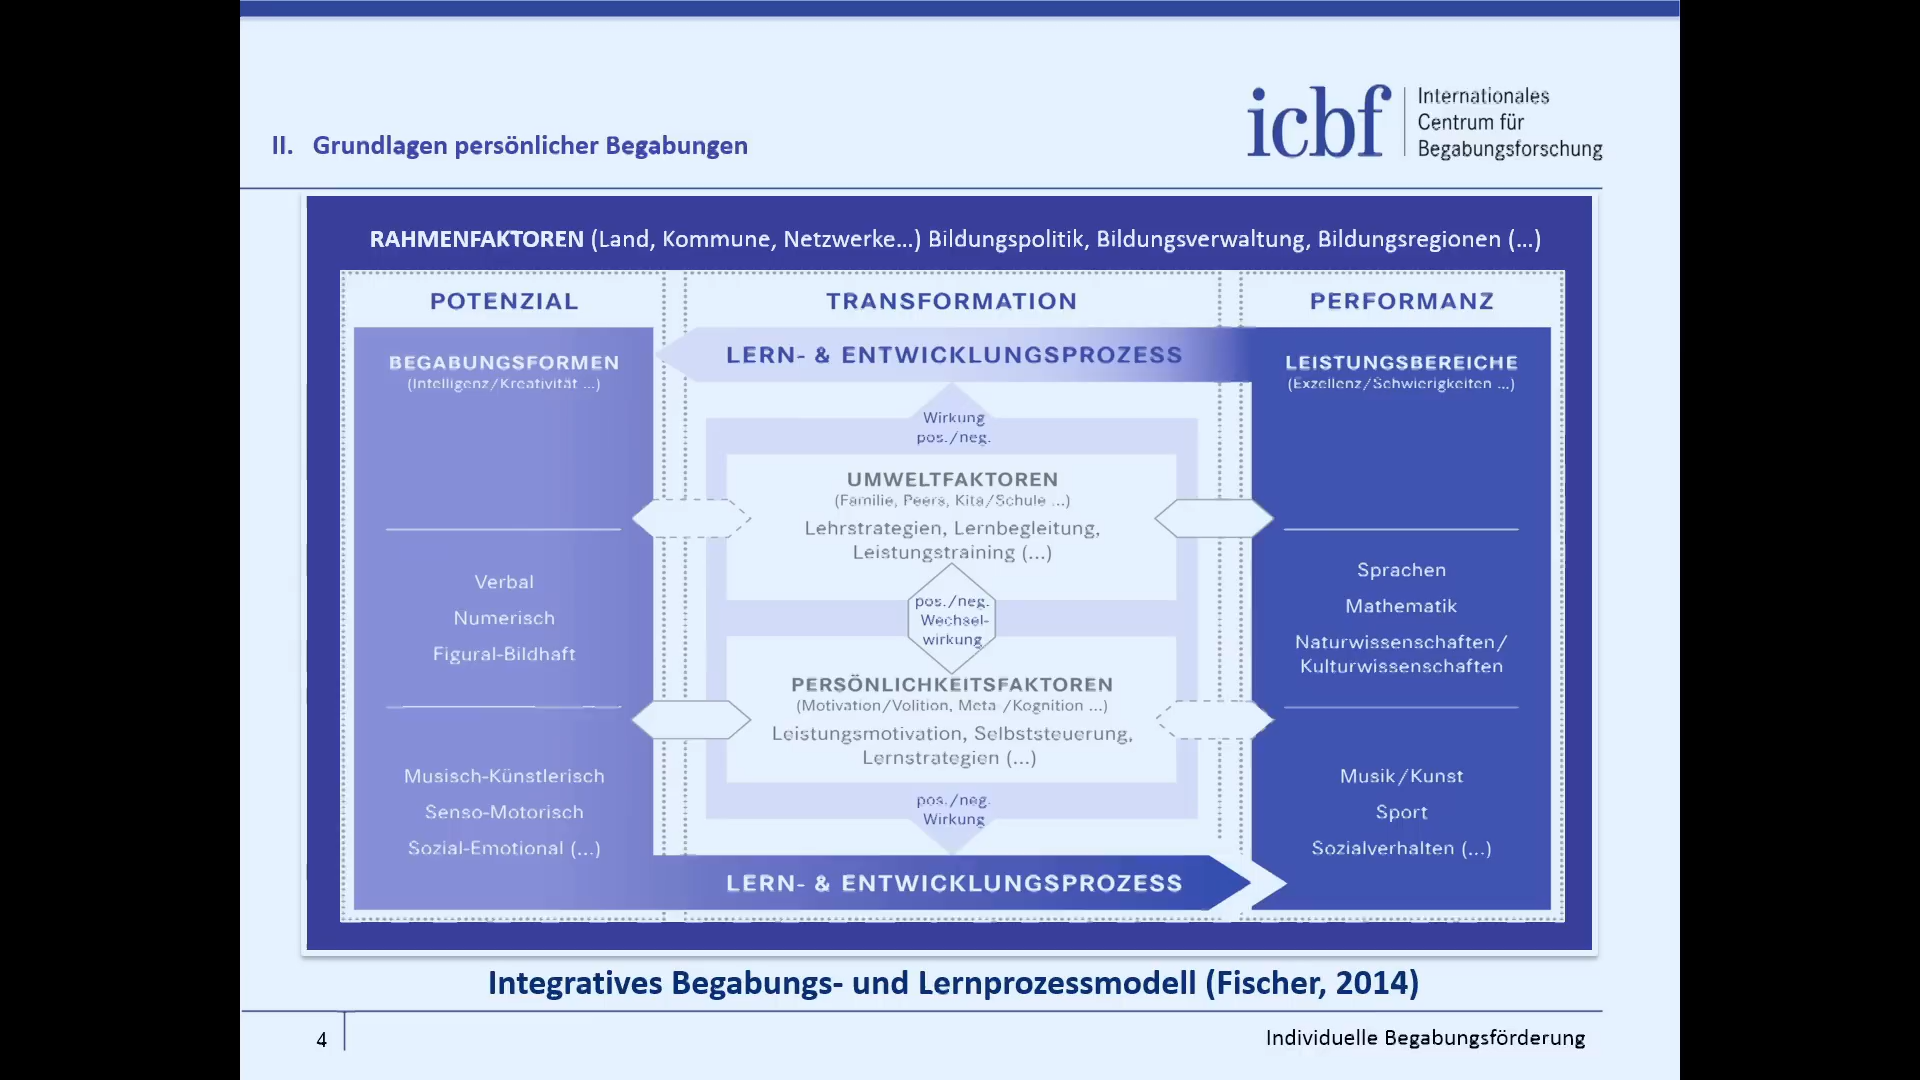 II. Grundlagen persönlicher Begabungen
icbf
Internationales
Centrum für
Begabungsforschung
RAHMENFAKTOREN (Land, Kommune, Netzwerke...) Bildungspolitik, Bildungsverwaltung, Bildungsregionen (...)
POTENZIAL
BEGABUNGSFORMEN
(Intelligenz/Kreativität ...)
Verbal
Numerisch
Figural-Bildhaft
Musisch-Künstlerisch
Senso-Motorisch
Sozial-Emotional (...)
TRANSFORMATION
LERN- & ENTWICKLUNGSPROZESS
Wirkung
pos./neg.
UMWELTFAKTOREN
(Familie, Peers, Kita/Schule ...)
Lehrstrategien, Lernbegleitung,
Leistungstraining (...)
pos./neg.
Wechsel-
wirkung
PERSÖNLICHKEITSFAKTOREN
(Motivation/Volition, Meta-/Kognition ...)
Leistungsmotivation, Selbststeuerung,
Lernstrategien (...)
pos./neg.
Wirkung
LERN- & ENTWICKLUNGSPROZESS
PERFORMANZ
LEISTUNGSBEREICHE
(Exzellenz/Schwierigkeiten ...)
Sprachen
Mathematik
Naturwissenschaften/
Kulturwissenschaften
Musik/Kunst
Sport
Sozialverhalten (...)
Integratives Begabungs- und Lernprozessmodell (Fischer, 2014)
4
Individuelle Begabungsförderung